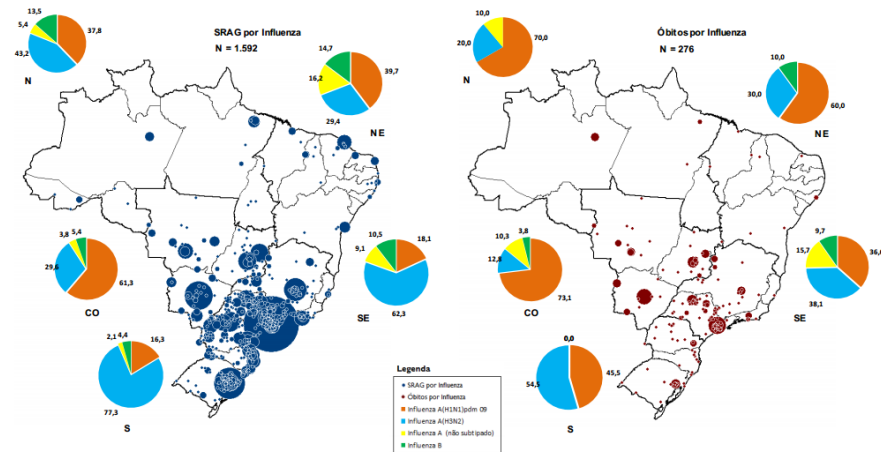 SRAG por Influenza
N = 1.592
13,5
5,4
37,8
43,2
N
14,7
16,2
39,7
29,4
NE
3,8
5,4
29,6
61,3
CO
10,5
9,1
18,1
62,3
SE
2,1
4,4
16,3
77,3
S
Óbitos por Influenza
N = 276
10,0
20,0
70,0
N
10,0
30,0
60,0
NE
10,3
3,8
12,8
73,1
CO
9,7
15,7
36,0
38,1
SE
0,0
54,5
45,5
S
Legenda
SRAG por Influenza
Óbitos por Influenza
Influenza A(H1N1)pdm 09
Influenza A(H3N2)
Influenza A (não subtipado)
Influenza B